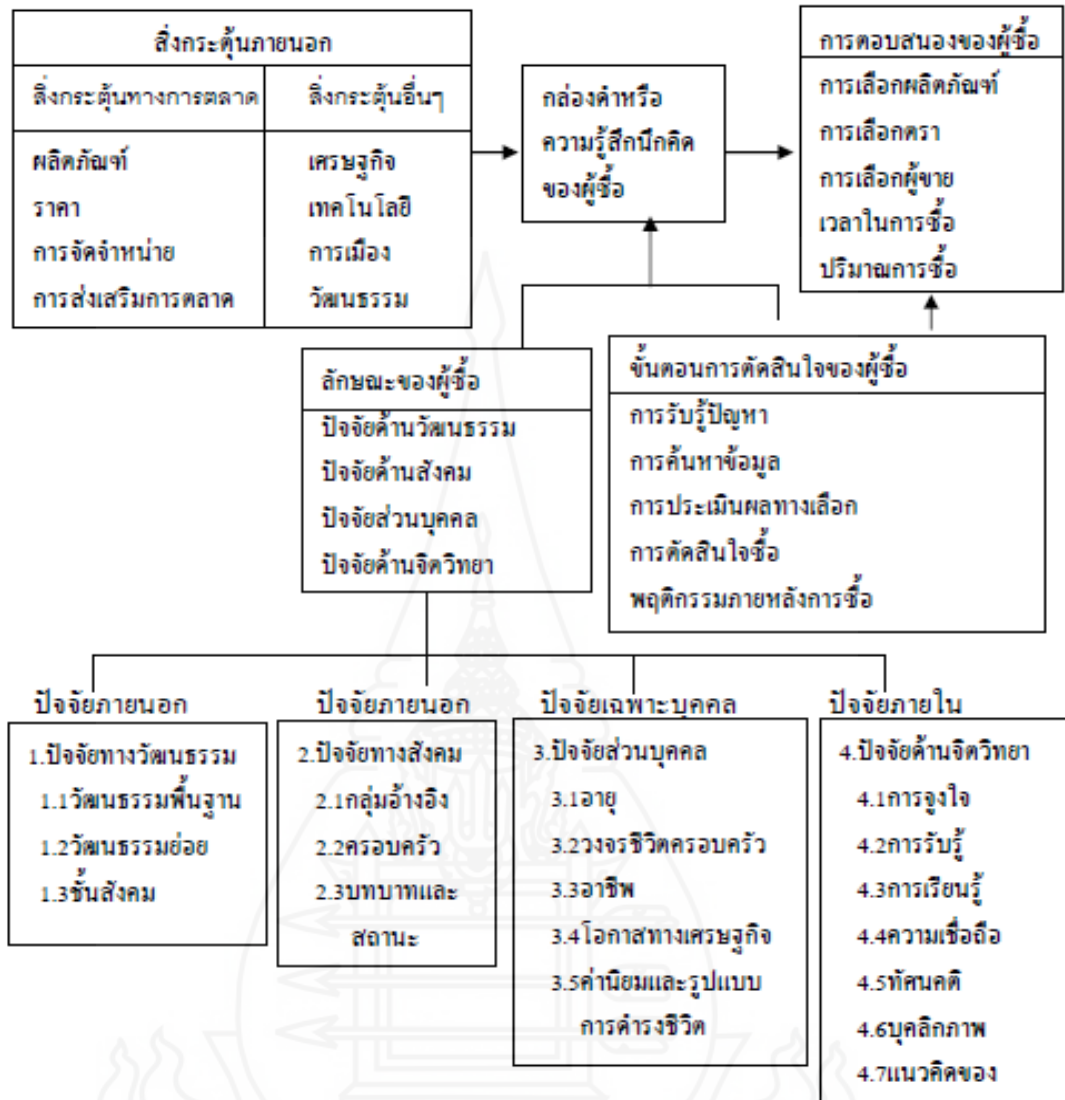 สิ่งกระตุ้นภายนอก
สิ่งกระตุ้นทางการตลาด
ผลิตภัณฑ์
ราคา
การจัดจำหน่าย
การส่งเสริมการตลาด
สิ่งกระตุ้นอื่นๆ
เศรษฐกิจ
เทคโนโลยี
การเมือง
วัฒนธรรม
กล่องดำหรือ
ความรู้สึกนึกคิด
ของผู้ซื้อ
การตอบสนองของผู้ซื้อ
การเลือกผลิตภัณฑ์
การเลือกตรา
การเลือกผู้ขาย
เวลาในการซื้อ
ปริมาณการซื้อ
ลักษณะของผู้ซื้อ
ปัจจัยด้านวัฒนธรรม
ปัจจัยด้านสังคม
ปัจจัยส่วนบุคคล
ปัจจัยด้านจิตวิทยา
ขั้นตอนการตัดสินใจของผู้ซื้อ
การรับรู้ปัญหา
การค้นหาข้อมูล
การประเมินผลทางเลือก
การตัดสินใจซื้อ
พฤติกรรมภายหลังการซื้อ
ปัจจัยภายนอก
1.ปัจจัยทางวัฒนธรรม
1.1วัฒนธรรมพื้นฐาน
1.2วัฒนธรรมย่อย
1.3ชั้นสังคม
ปัจจัยภายนอก
2.ปัจจัยทางสังคม
2.1กลุ่มอ้างอิง
2.2ครอบครัว
2.3บทบาทและ
สถานะ
ปัจจัยเฉพาะบุคคล
3.ปัจจัยส่วนบุคคล
3.1อายุ
3.2วงจรชีวิตครอบครัว
3.3อาชีพ
3.4โอกาสทางเศรษฐกิจ
3.5ค่านิยมและรูปแบบ
การดำรงชีวิต
ปัจจัยภายใน
4.ปัจจัยด้านจิตวิทยา
4.1การจูงใจ
4.2การรับรู้
4.3การเรียนรู้
4.4ความเชื่อถือ
4.5ทัศนคติ
4.6บุคลิกภาพ
4.7แนวคิดของ